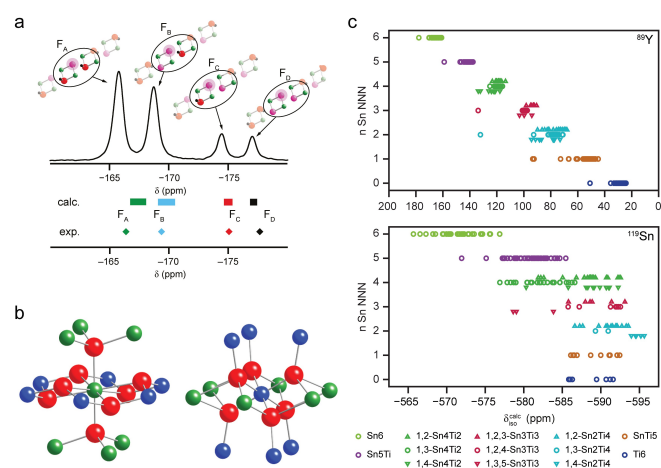 a
F_A
F_B
F_C
F_D
−165 −170 −175
δ (ppm)
calc.
F_A F_B F_C F_D
exp.
−165 −170 −175
δ (ppm)
b
c
⁸⁹Y
n Sn NNN
6
5
4
3
2
1
0
200 180 160 140 120 100 80 60 40 20 0
¹¹⁹Sn
n Sn NNN
6
5
4
3
2
1
0
−565 −570 −575 −580 −585 −590 −595
δ_iso^calc (ppm)
Sn6 1,2-Sn4Ti2 1,2,3-Sn3Ti3 1,2-Sn2Ti4 SnTi5
Sn5Ti 1,3-Sn4Ti2 1,2,4-Sn3Ti3 1,3-Sn2Ti4 Ti6
1,4-Sn4Ti2 1,3,5-Sn3Ti3 1,4-Sn2Ti4